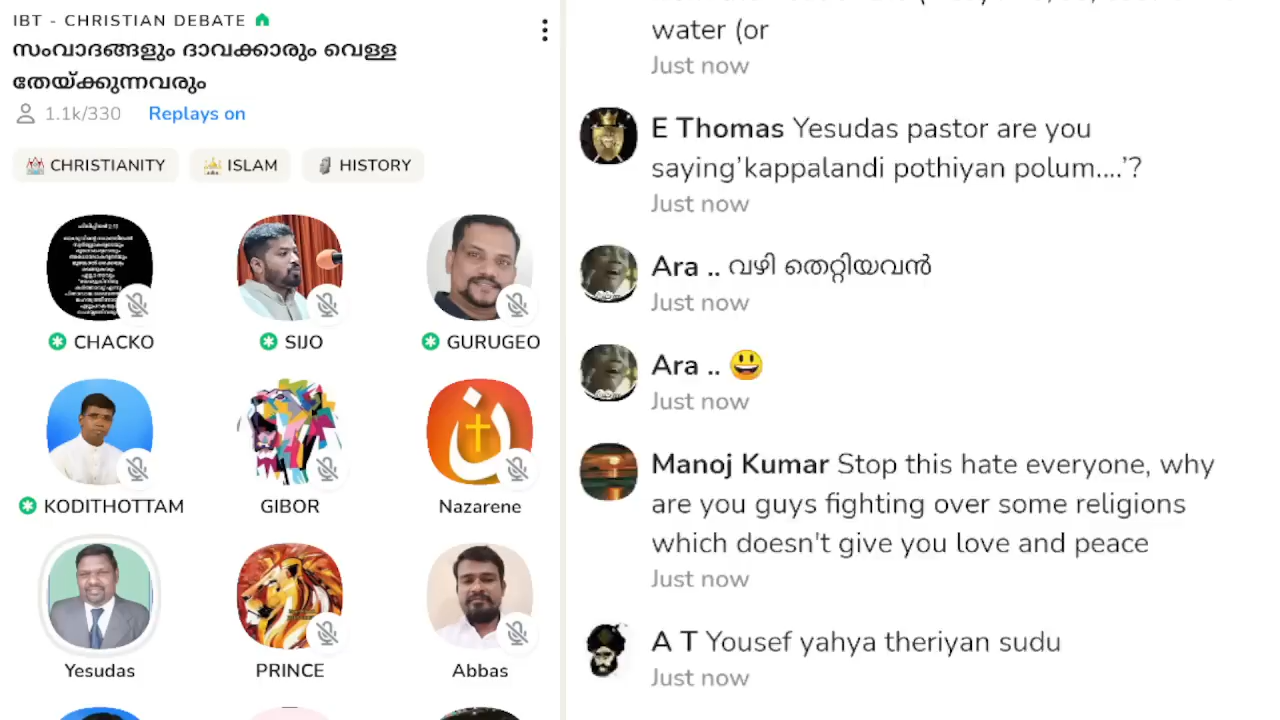 IBT - CHRISTIAN DEBATE
സംവാദങ്ങളും ദാവക്കാരും വെള്ള
തേയ്ക്കുന്നവരും
1.1k/330 Replays on
CHRISTIANITY ISLAM HISTORY
CHACKO SIJO GURUGEO
KODITHOTTAM GIBOR Nazarene
Yesudas PRINCE Abbas
water (or
Just now
E Thomas Yesudas pastor are you
saying’kappalandi pothiyan polum....’?
Just now
Ara .. വഴി തെറ്റിയവൻ
Just now
Ara .. 😃
Just now
Manoj Kumar Stop this hate everyone, why
are you guys fighting over some religions
which doesn't give you love and peace
Just now
A T Yousef yahya theriyan sudu
Just now